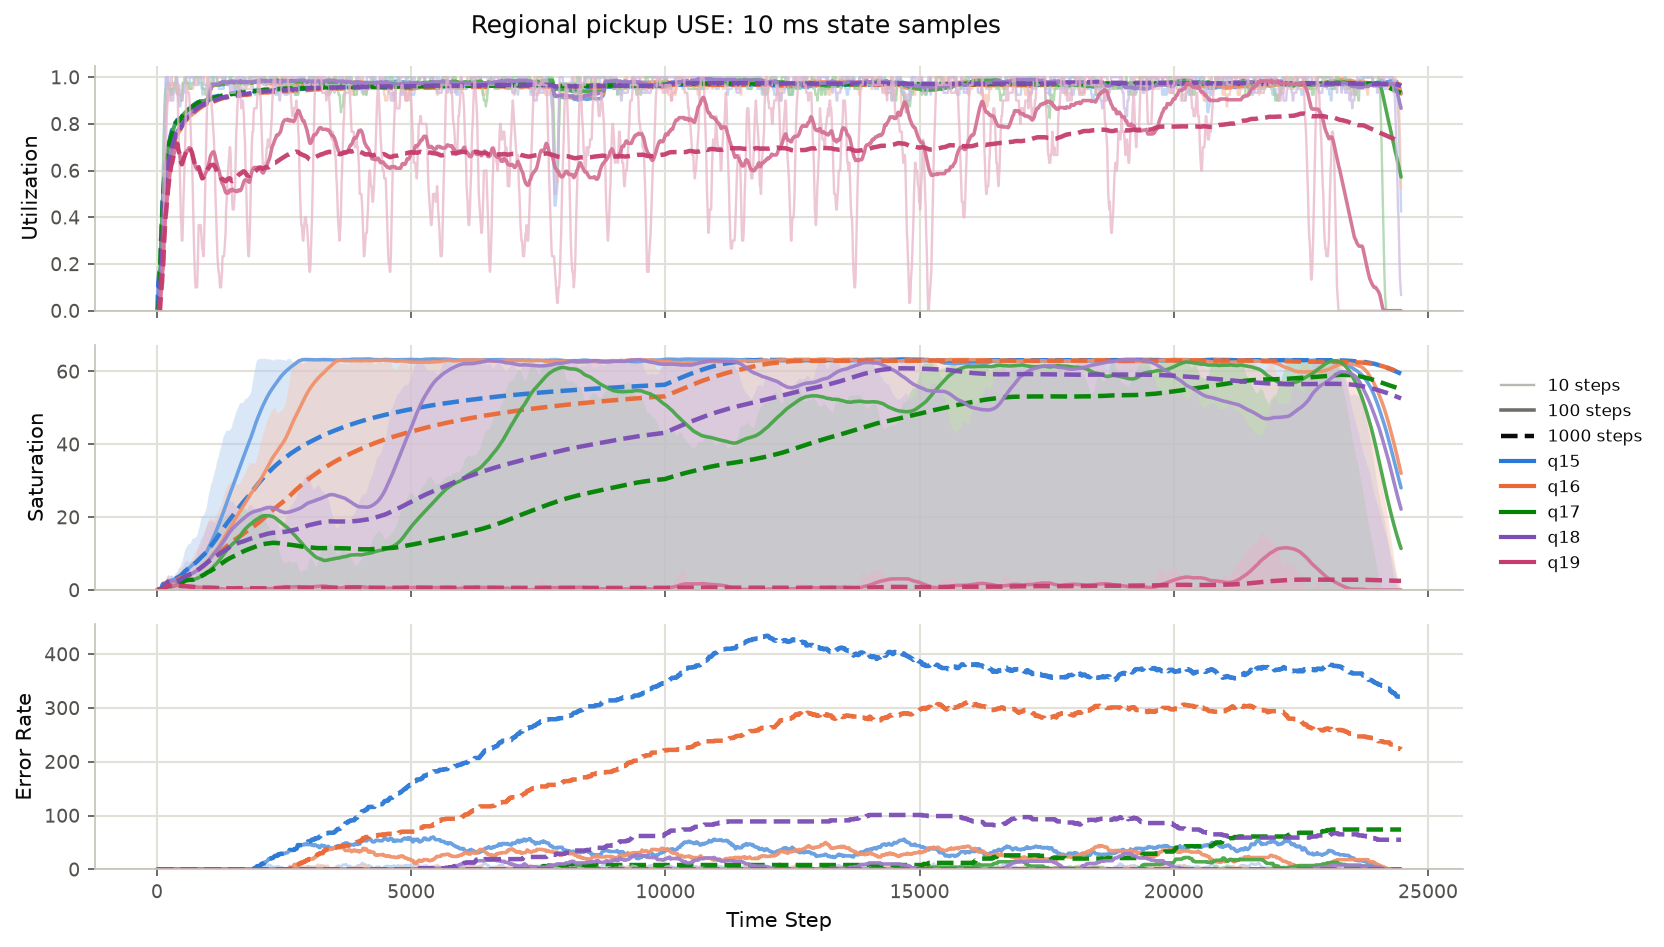 Regional pickup USE: 10 ms state samples
Utilization
1.0
0.8
0.6
0.4
0.2
0.0
Saturation
60
40
20
0
Error Rate
400
300
200
100
0
0
5000
10000
15000
20000
25000
Time Step
10 steps
100 steps
1000 steps
q15
q16
q17
q18
q19